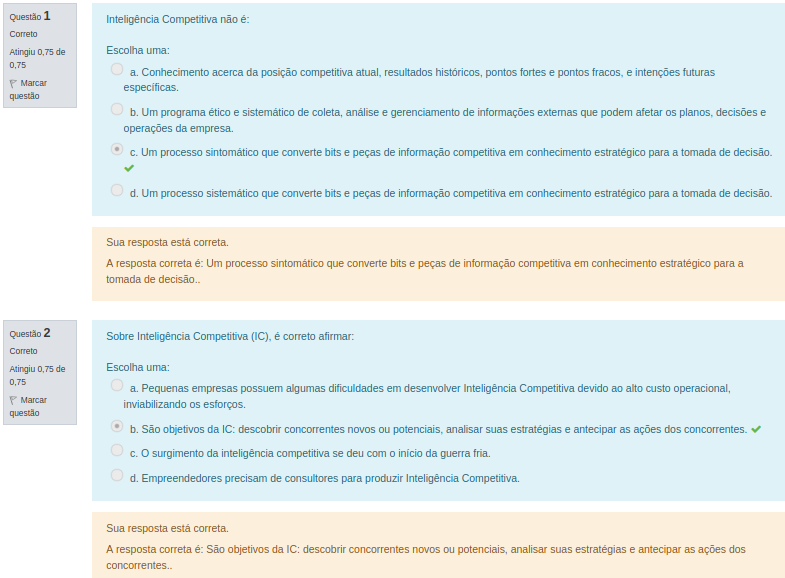 Questão 1
Correto
Atingiu 0,75 de
0,75
Marcar
questão
Inteligência Competitiva não é:
Escolha uma:
a. Conhecimento acerca da posição competitiva atual, resultados históricos, pontos fortes e pontos fracos, e intenções futuras
específicas.
b. Um programa ético e sistemático de coleta, análise e gerenciamento de informações externas que podem afetar os planos, decisões e
operações da empresa.
c. Um processo sintomático que converte bits e peças de informação competitiva em conhecimento estratégico para a tomada de decisão.
d. Um processo sistemático que converte bits e peças de informação competitiva em conhecimento estratégico para a tomada de decisão.
Sua resposta está correta.
A resposta correta é: Um processo sintomático que converte bits e peças de informação competitiva em conhecimento estratégico para a
tomada de decisão..
Questão 2
Correto
Atingiu 0,75 de
0,75
Marcar
questão
Sobre Inteligência Competitiva (IC), é correto afirmar:
Escolha uma:
a. Pequenas empresas possuem algumas dificuldades em desenvolver Inteligência Competitiva devido ao alto custo operacional,
inviabilizando os esforços.
b. São objetivos da IC: descobrir concorrentes novos ou potenciais, analisar suas estratégias e antecipar as ações dos concorrentes.
c. O surgimento da inteligência competitiva se deu com o início da guerra fria.
d. Empreendedores precisam de consultores para produzir Inteligência Competitiva.
Sua resposta está correta.
A resposta correta é: São objetivos da IC: descobrir concorrentes novos ou potenciais, analisar suas estratégias e antecipar as ações dos
concorrentes..